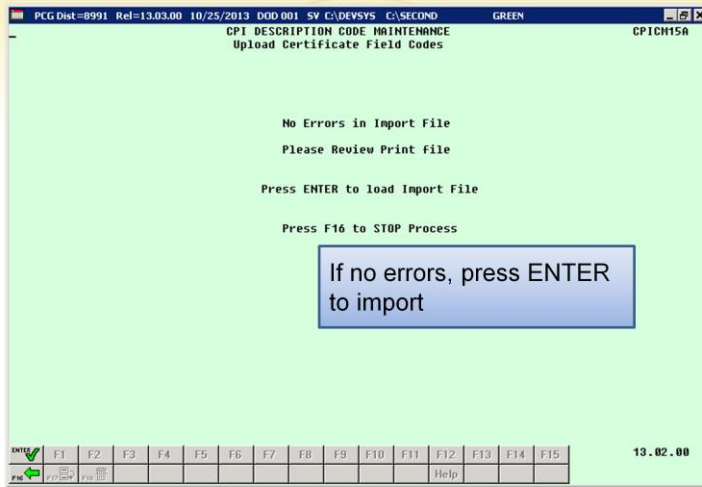 PCG Dist=8991 Rel=13.03.00 10/25/2013 DOD 001 SV C:\DEVSYS C:\SECOND GREEN
CPI DESCRIPTION CODE MAINTENANCE CPICM15A
Upload Certificate Field Codes
No Errors in Import File
Please Review Print file
Press ENTER to load Import File
Press F16 to STOP Process
If no errors, press ENTER
to import
ENTER F1 F2 F3 F4 F5 F6 F7 F8 F9 F10 F11 F12 F13 F14 F15 13.02.00
F16 F17 F18 Help